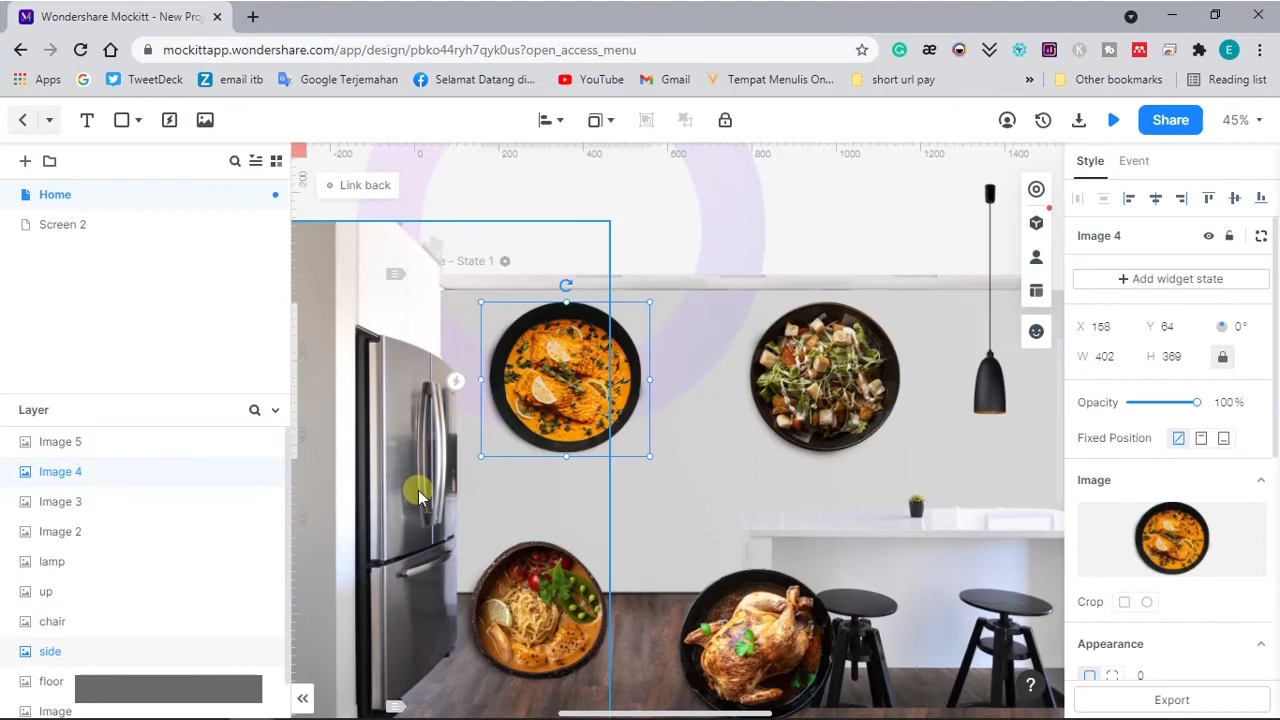 Wondershare Mockitt - New Proj
mockittapp.wondershare.com/app/design/pbko44ryh7qyk0us?open_access_menu
Apps
TweetDeck
email itb
Google Terjemahan
Selamat Datang di...
YouTube
Gmail
Tempat Menulis On...
short url pay
Other bookmarks
Reading list
Share
45%
Home
Screen 2
Link back
e - State 1
-200
0
200
400
600
800
1000
1200
1400
Layer
Image 5
Image 4
Image 3
Image 2
lamp
up
chair
side
floor
Image
Style
Event
Image 4
+ Add widget state
X 158
Y 64
0°
W 402
H 369
Opacity
100%
Fixed Position
Image
Crop
Appearance
0
Export